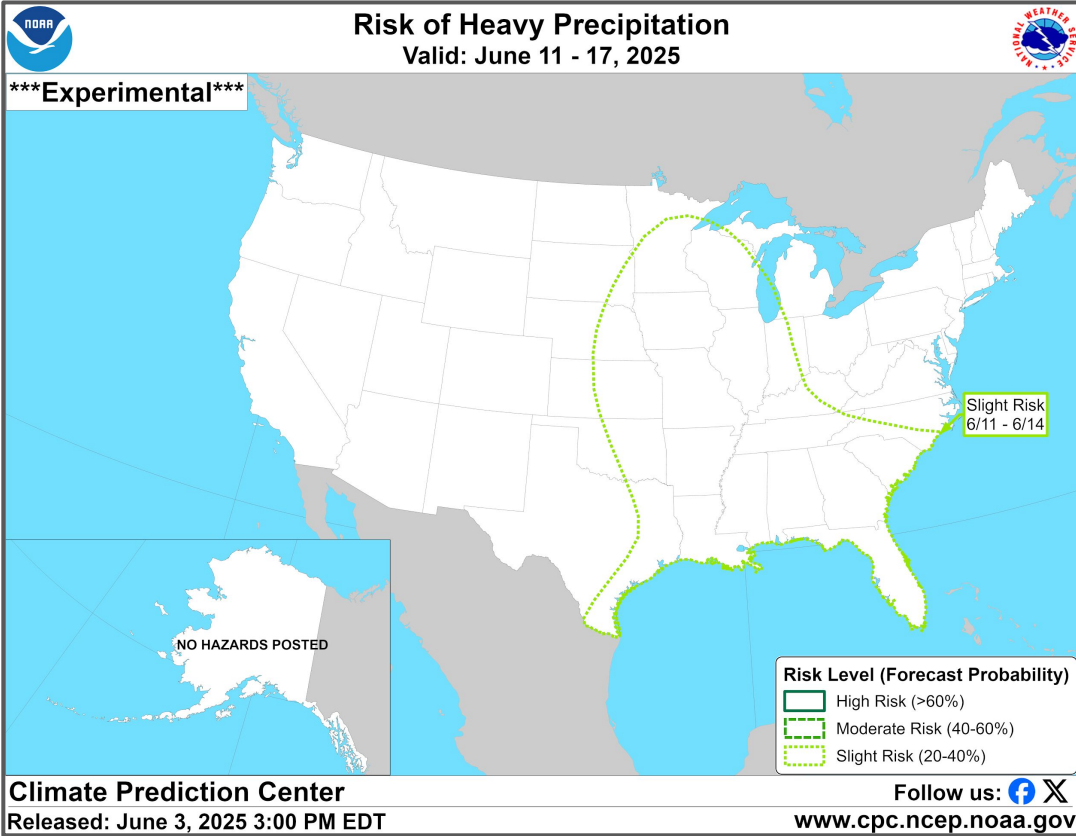 NOAA
Risk of Heavy Precipitation
Valid: June 11 - 17, 2025
NATIONAL WEATHER SERVICE
***Experimental***
Slight Risk
6/11 - 6/14
NO HAZARDS POSTED
Risk Level (Forecast Probability)
High Risk (>60%)
Moderate Risk (40-60%)
Slight Risk (20-40%)
Climate Prediction Center
Follow us:
Released: June 3, 2025 3:00 PM EDT
www.cpc.ncep.noaa.gov